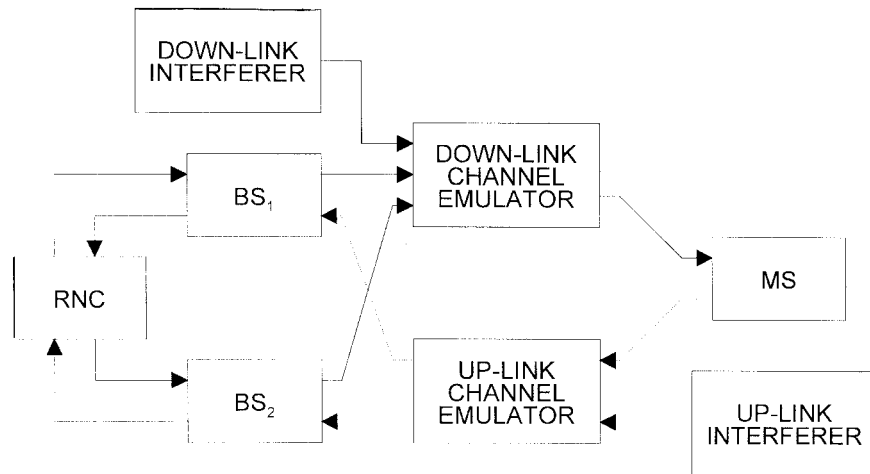 DOWN-LINK
INTERFERER
DOWN-LINK
CHANNEL
EMULATOR
BS₁
RNC
MS
BS₂
UP-LINK
CHANNEL
EMULATOR
UP-LINK
INTERFERER